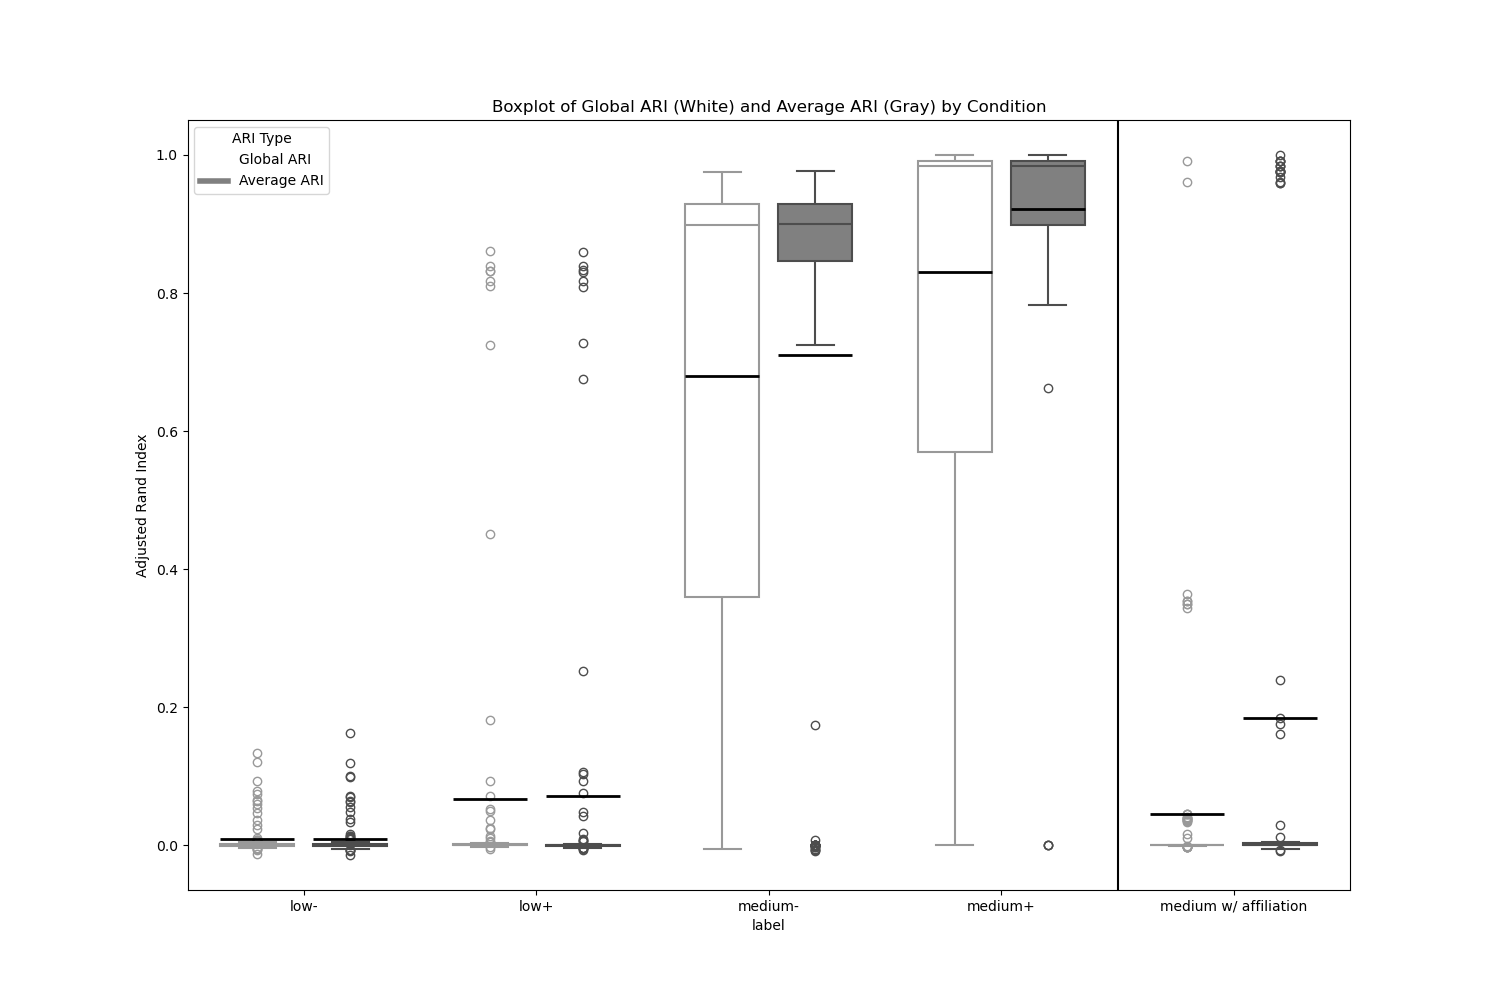 Boxplot of Global ARI (White) and Average ARI (Gray) by Condition
ARI Type
Global ARI
Average ARI
1.0
0.8
0.6
0.4
0.2
0.0
Adjusted Rand Index
low-
low+
medium-
medium+
medium w/ affiliation
label